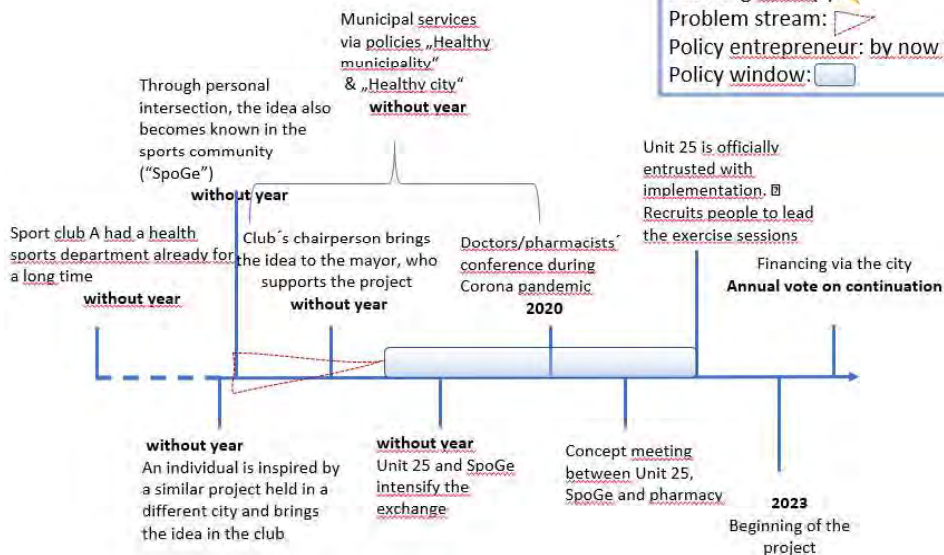 Problem stream:
Policy entrepreneur: by now
Policy window:
Municipal services
via policies „Healthy
municipality“
& „Healthy city“
without year
Through personal
intersection, the idea also
becomes known in the
sports community
(“SpoGe”)
without year
Unit 25 is officially
entrusted with
implementation.
Recruits people to lead
the exercise sessions
Sport club A had a health
sports department already for
a long time
without year
Club´s chairperson brings
the idea to the mayor, who
supports the project
without year
Doctors/pharmacists´
conference during
Corona pandemic
2020
Financing via the city
Annual vote on continuation
without year
An individual is inspired by
a similar project held in a
different city and brings
the idea in the club
without year
Unit 25 and SpoGe
intensify the
exchange
Concept meeting
between Unit 25,
SpoGe and pharmacy
2023
Beginning of the
project